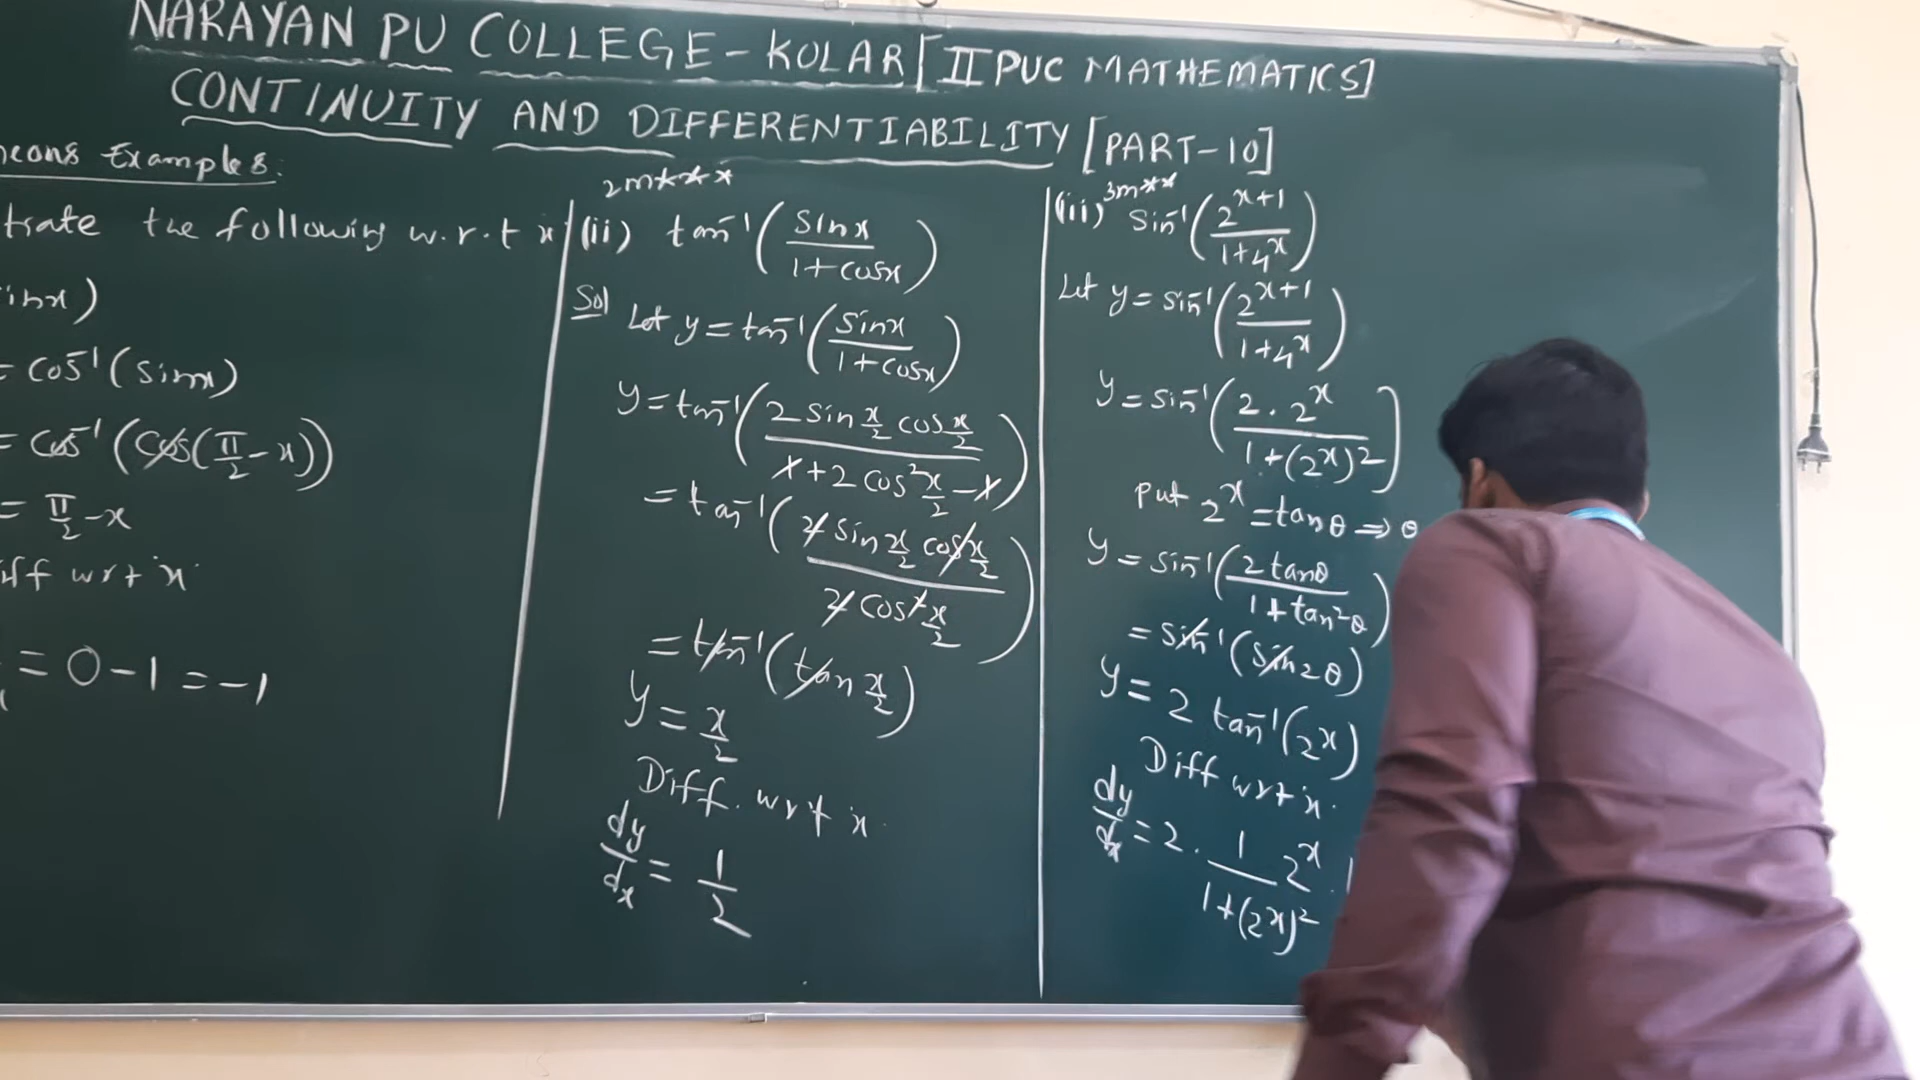 NARAYAN PU COLLEGE - KOLAR [II PUC MATHEMATICS]
CONTINUITY AND DIFFERENTIABILITY [PART-10]
Examples:
the following w.r.t x
= cos⁻¹(sinx)
= cos⁻¹(cos(π/2 - x))
= π/2 - x
wrt x
= 0 - 1 = -1
2m***
(ii) tan⁻¹(sinx/(1+cosx))
Sol Let y = tan⁻¹(sinx/(1+cosx))
y = tan⁻¹((2 sin x/2 cos x/2)/(1+2 cos² x/2 - 1))
= tan⁻¹((2 sin x/2 cos x/2)/(2 cos² x/2))
= tan⁻¹(tan x/2)
y = x/2
Diff. wrt x.
dy/dx = 1/2
3m**
(iii) sin⁻¹(2^(x+1)/(1+4^x))
Let y = sin⁻¹(2^(x+1)/(1+4^x))
y = sin⁻¹((2.2^x)/(1+(2^x)²))
Put 2^x = tanθ ⇒ θ
y = sin⁻¹(2tanθ/(1+tan²θ))
= sin⁻¹(sin2θ)
y = 2 tan⁻¹(2^x)
Diff wrt x.
dy/dx = 2. 1/(1+(2^x)²) 2^x .